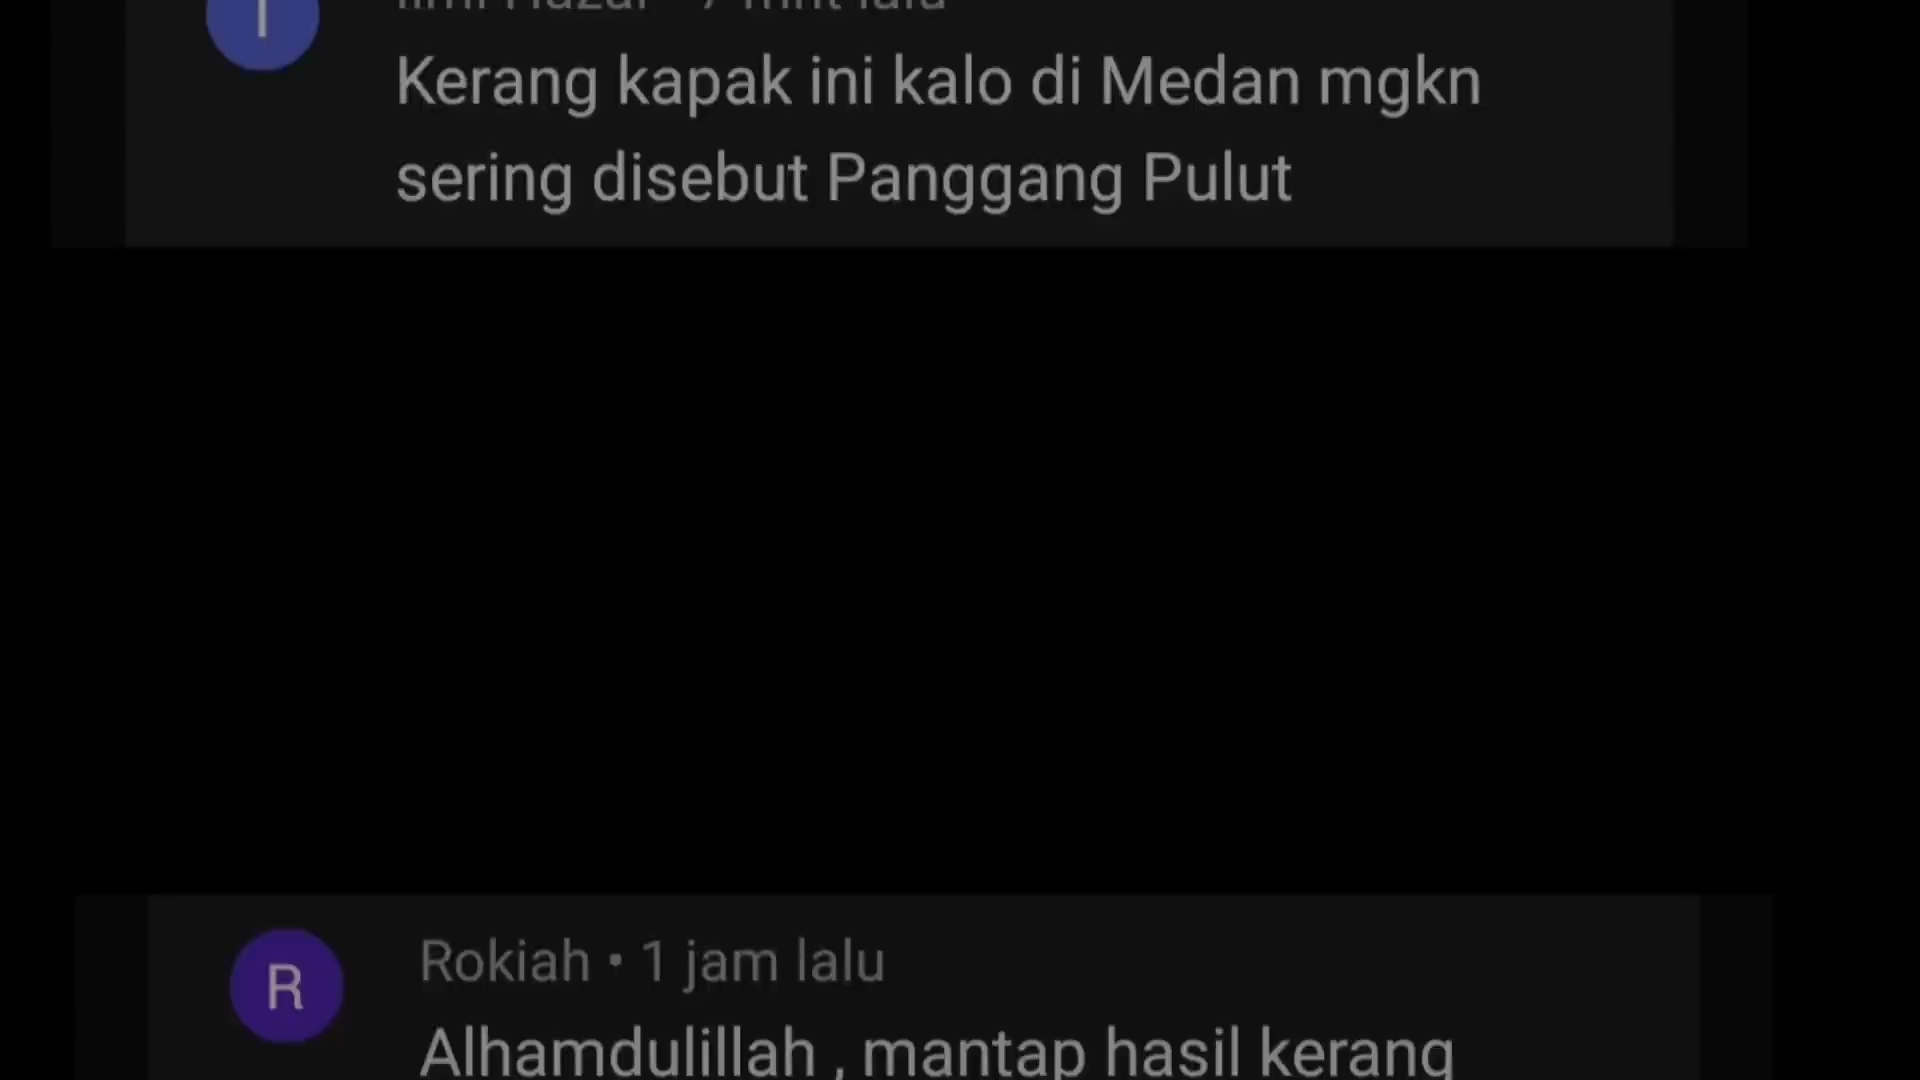 I
lalu
Kerang kapak ini kalo di Medan mgkn
sering disebut Panggang Pulut
R
Rokiah • 1 jam lalu
Alhamdulillah , mantap hasil kerang